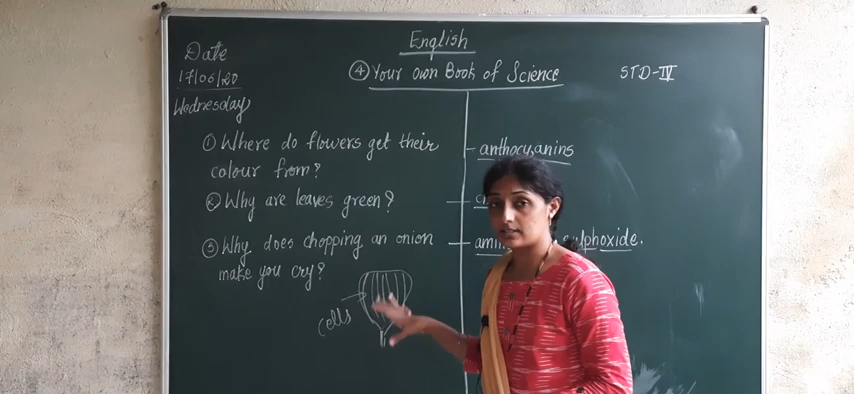 Date
17/06/20
Wednesday
English
④ Your own Book of Science
STD-IV
① Where do flowers get their
colour from?
anthocyanins
② Why are leaves green?
③ Why does chopping an onion
make you cry?
sulphoxide.
cells